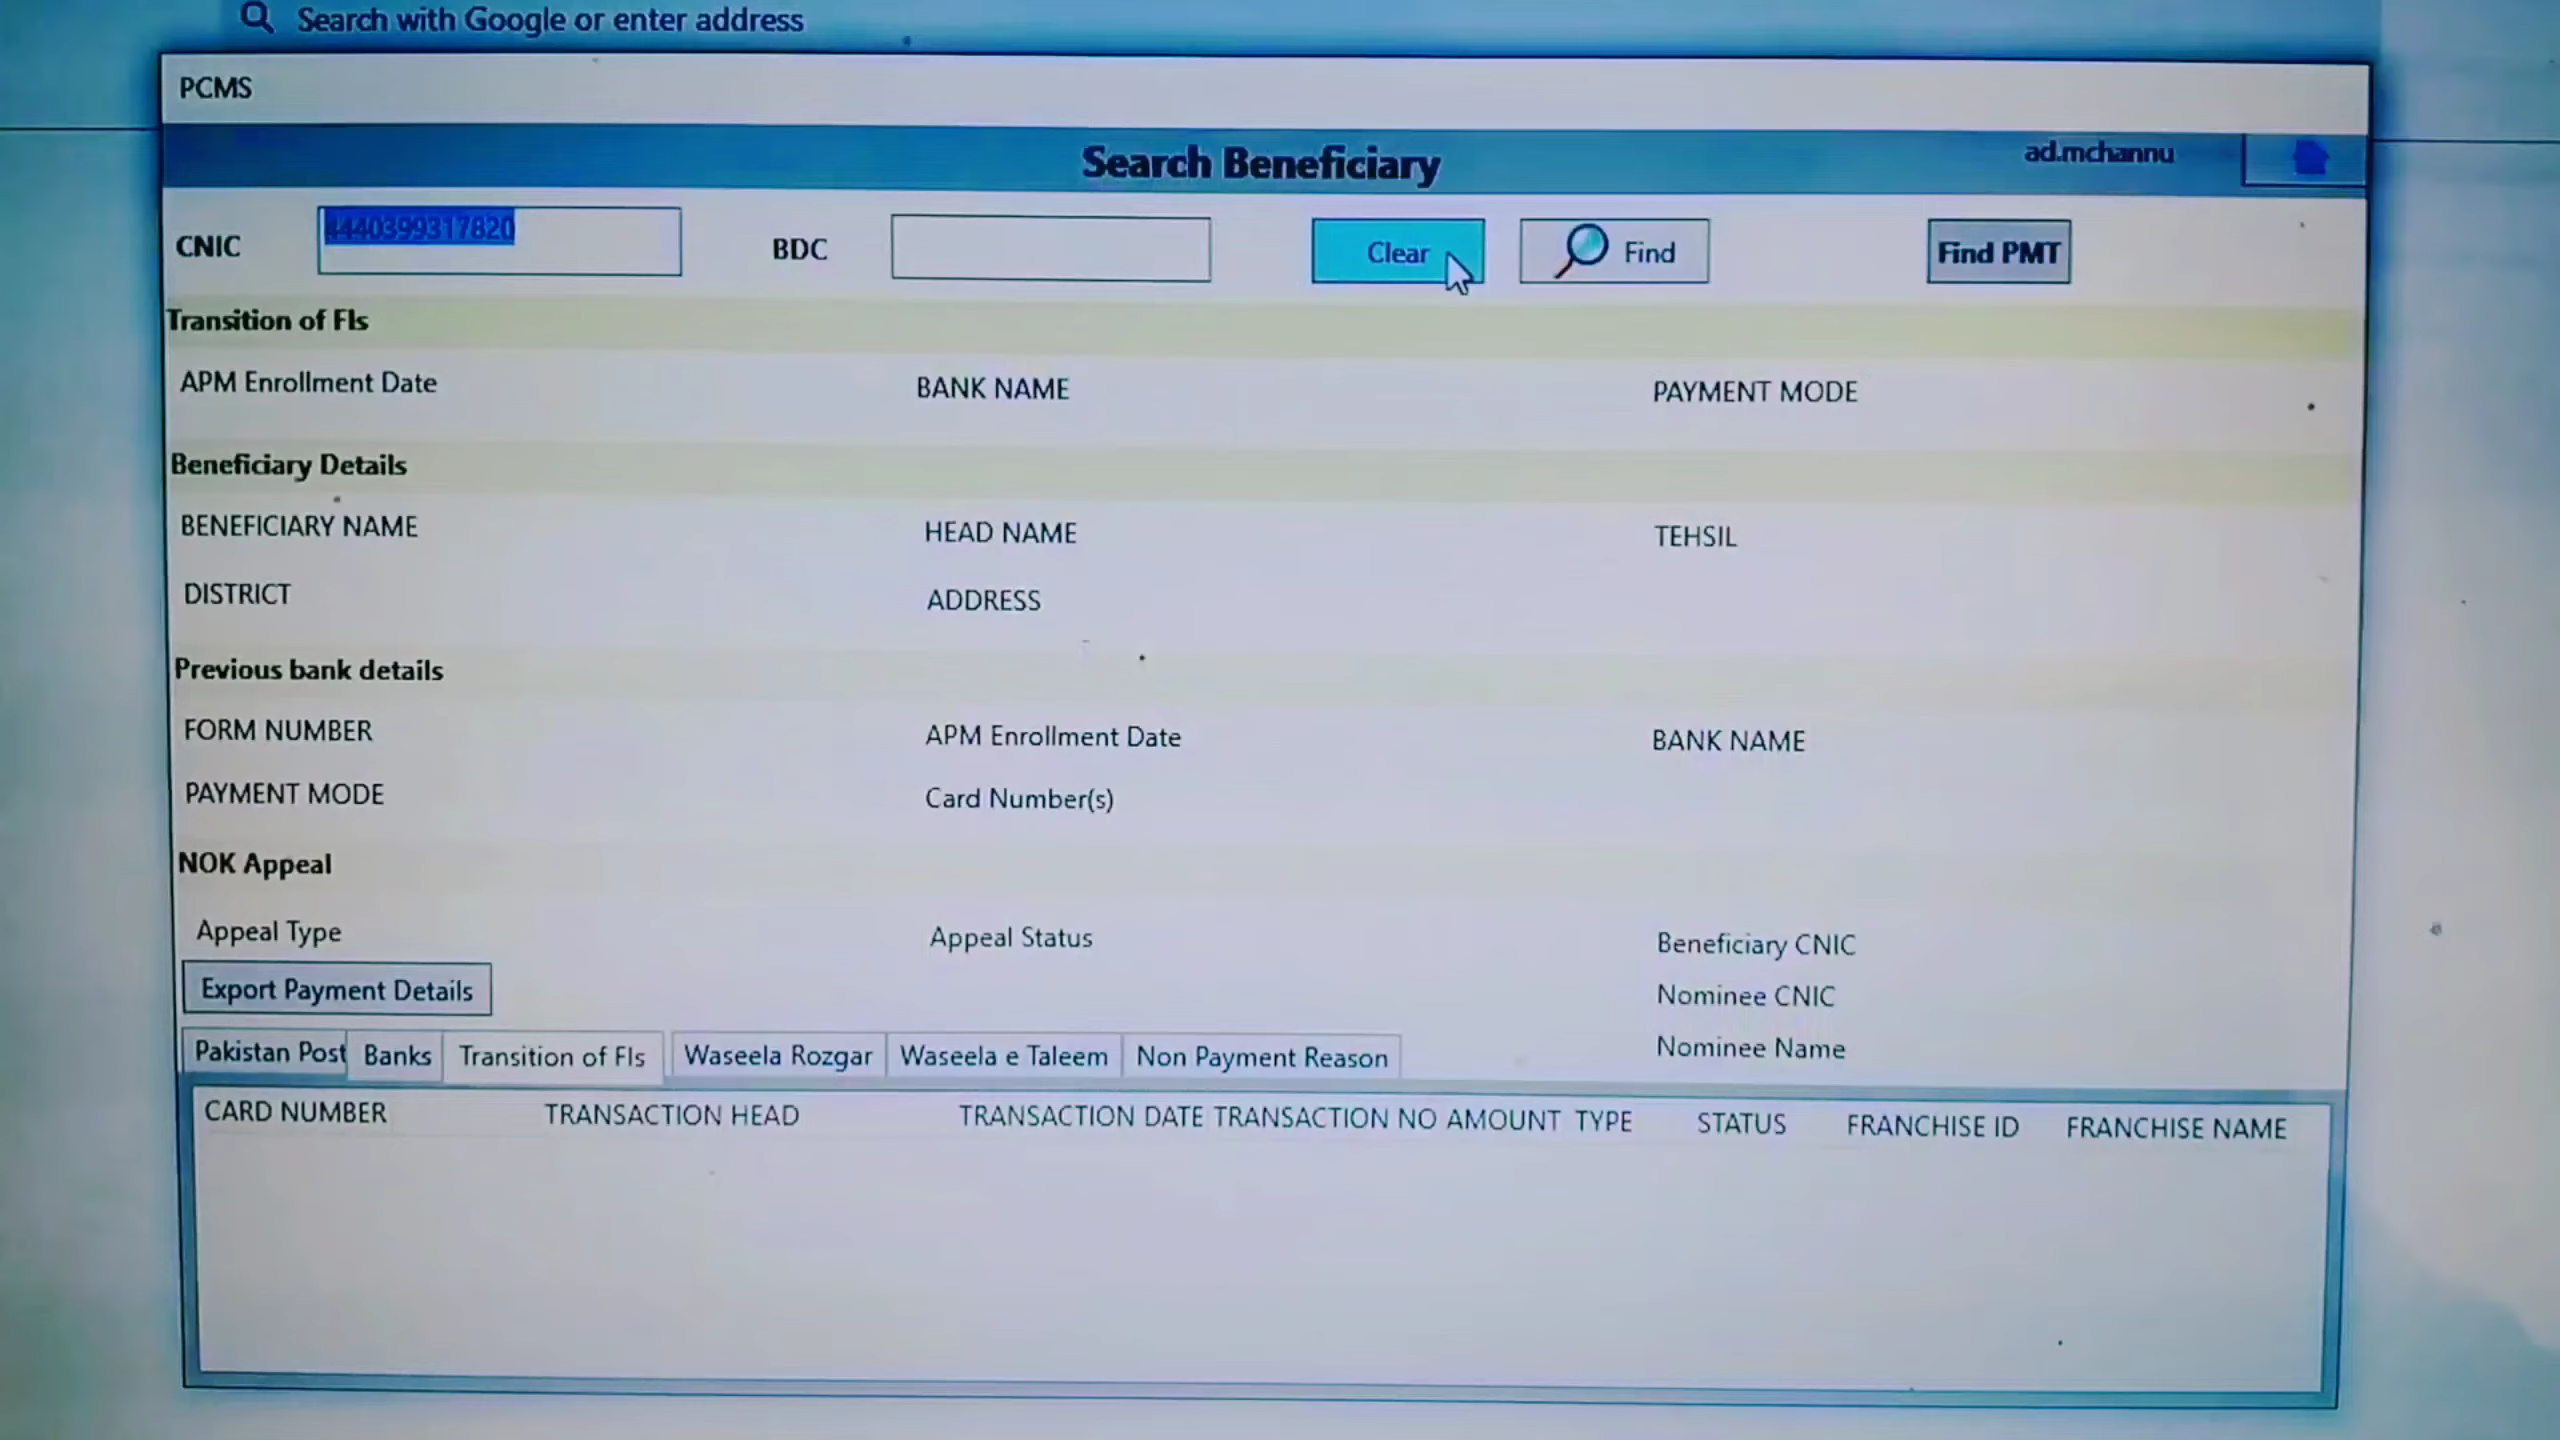 Search with Google or enter address
PCMS
Search Beneficiary
ad.mchannu
CNIC 4440399317820 BDC Clear Find Find PMT
Transition of FIs
APM Enrollment Date BANK NAME PAYMENT MODE
Beneficiary Details
BENEFICIARY NAME HEAD NAME TEHSIL
DISTRICT ADDRESS
Previous bank details
FORM NUMBER APM Enrollment Date BANK NAME
PAYMENT MODE Card Number(s)
NOK Appeal
Appeal Type Appeal Status Beneficiary CNIC
Export Payment Details Nominee CNIC
Pakistan Post Banks Transition of FIs Waseela Rozgar Waseela e Taleem Non Payment Reason Nominee Name
CARD NUMBER TRANSACTION HEAD TRANSACTION DATE TRANSACTION NO AMOUNT TYPE STATUS FRANCHISE ID FRANCHISE NAME